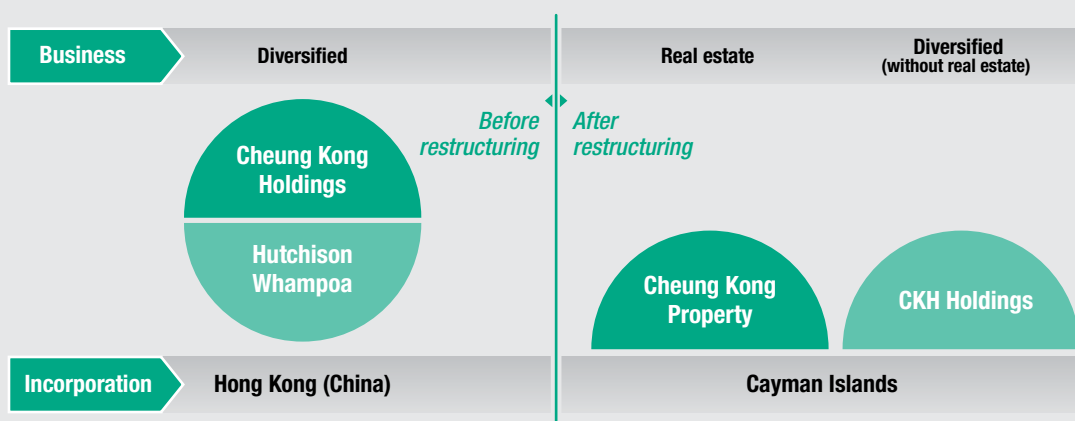 Business
Diversified
Real estate
Diversified
(without real estate)
Before
restructuring
After
restructuring
Cheung Kong
Holdings
Hutchison
Whampoa
Cheung Kong
Property
CKH Holdings
Incorporation
Hong Kong (China)
Cayman Islands